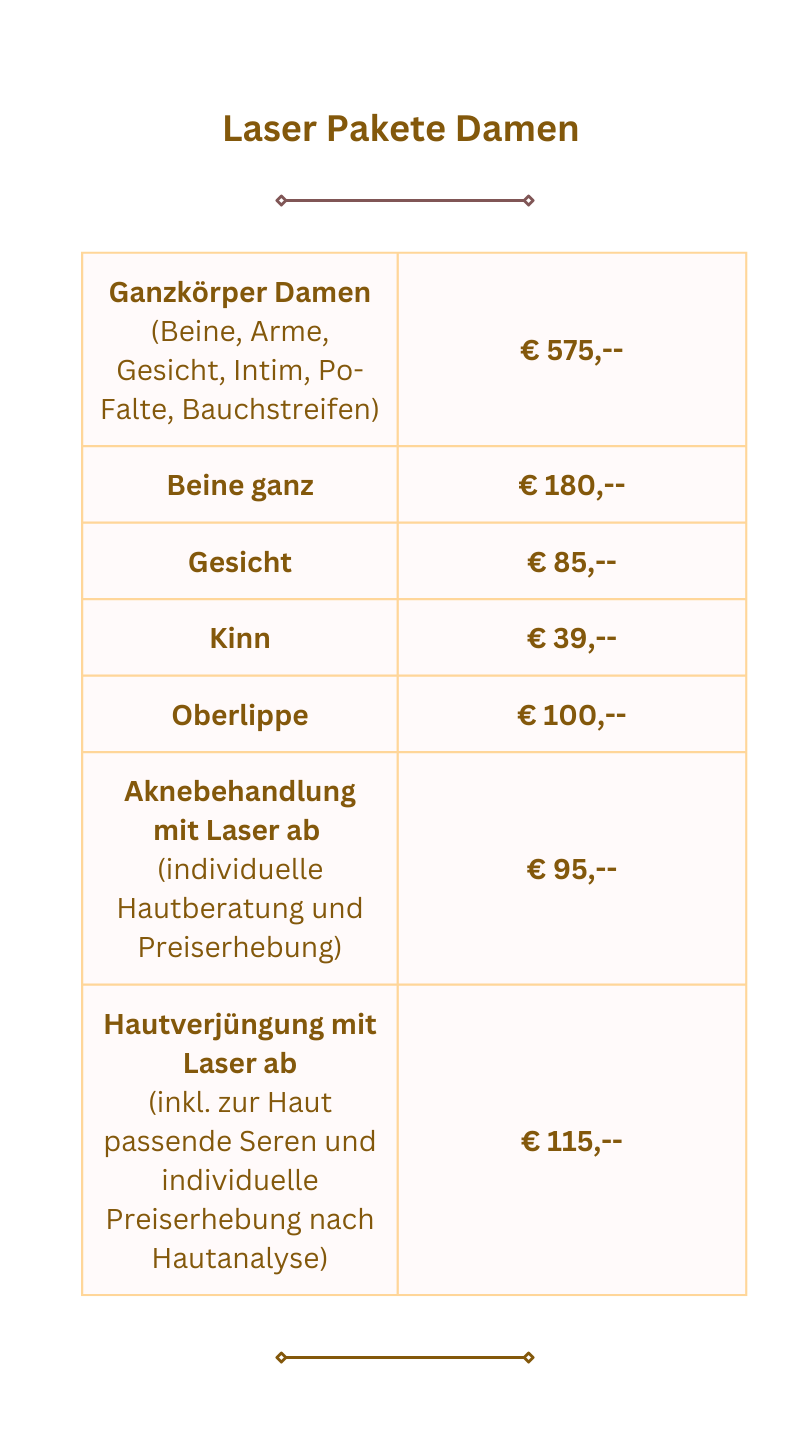 Laser Pakete Damen
Ganzkörper Damen
(Beine, Arme,
Gesicht, Intim, Po-
Falte, Bauchstreifen)
€ 575,--
Beine ganz
€ 180,--
Gesicht
€ 85,--
Kinn
€ 39,--
Oberlippe
€ 100,--
Aknebehandlung
mit Laser ab
(individuelle
Hautberatung und
Preiserhebung)
€ 95,--
Hautverjüngung mit
Laser ab
(inkl. zur Haut
passende Seren und
individuelle
Preiserhebung nach
Hautanalyse)
€ 115,--